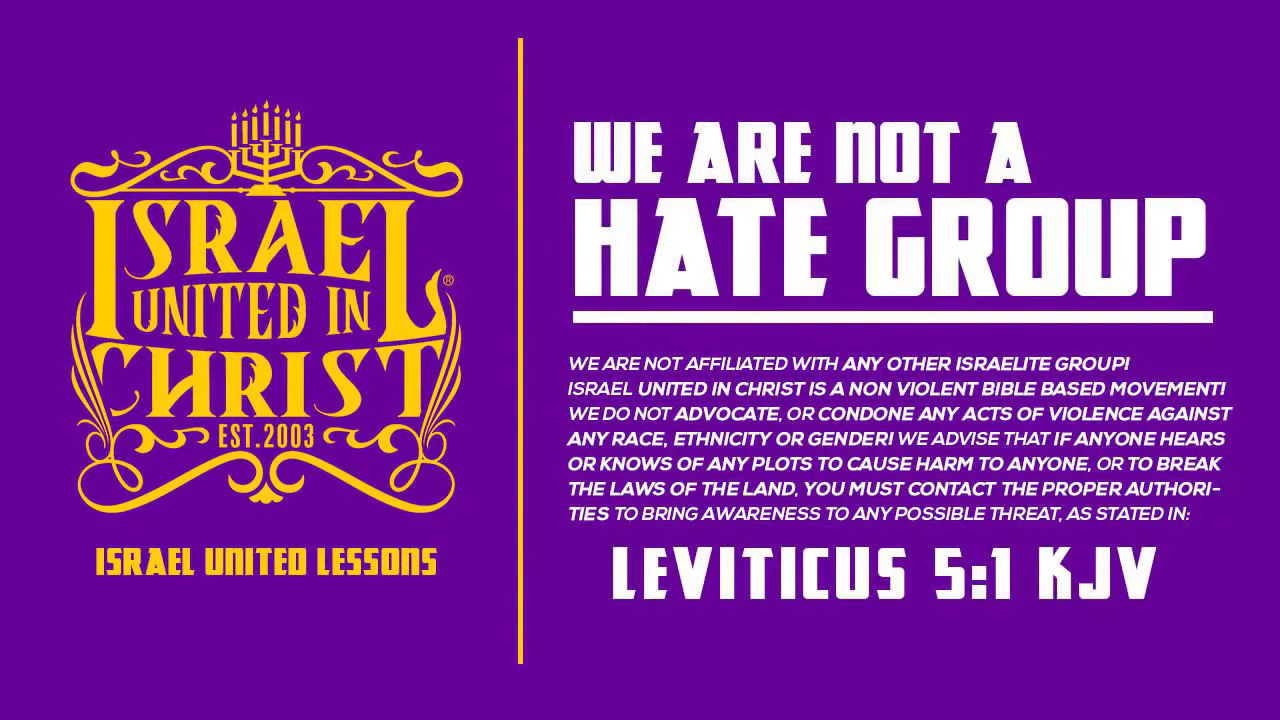 ISRAEL
UNITED IN
CHRIST
®
EST.2003
ISRAEL UNITED LESSONS
WE ARE NOT A
HATE GROUP
WE ARE NOT AFFILIATED WITH ANY OTHER ISRAELITE GROUP!
ISRAEL UNITED IN CHRIST IS A NON VIOLENT BIBLE BASED MOVEMENT!
WE DO NOT ADVOCATE, OR CONDONE ANY ACTS OF VIOLENCE AGAINST
ANY RACE, ETHNICITY OR GENDER! WE ADVISE THAT IF ANYONE HEARS
OR KNOWS OF ANY PLOTS TO CAUSE HARM TO ANYONE, OR TO BREAK
THE LAWS OF THE LAND, YOU MUST CONTACT THE PROPER AUTHORI-
TIES TO BRING AWARENESS TO ANY POSSIBLE THREAT, AS STATED IN:
LEVITICUS 5:1 KJV